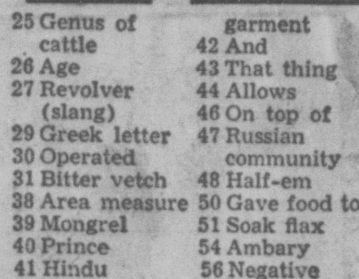 25 Genus of
cattle
26 Age
27 Revolver
(slang)
29 Greek letter
30 Operated
31 Bitter vetch
38 Area measure
39 Mongrel
40 Prince
41 Hindu
garment
42 And
43 That thing
44 Allows
46 On top of
47 Russian
community
48 Half-em
50 Gave food to
51 Soak flax
54 Ambary
56 Negative